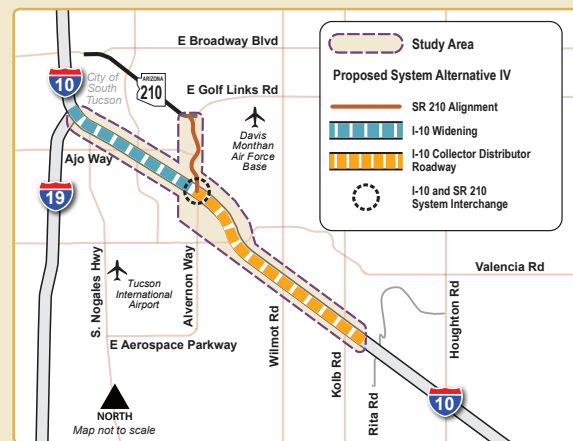 E Broadway Blvd
10
City of
South
Tucson
ARIZONA
210
E Golf Links Rd
Davis
Monthan
Air Force
Base
Ajo Way
19
S. Nogales Hwy
Tucson
International
Airport
Alvernon Way
E Aerospace Parkway
Wilmot Rd
Kolb Rd
Rita Rd
Houghton Rd
Valencia Rd
10
NORTH
Map not to scale
Study Area
Proposed System Alternative IV
SR 210 Alignment
I-10 Widening
I-10 Collector Distributor
Roadway
I-10 and SR 210
System Interchange